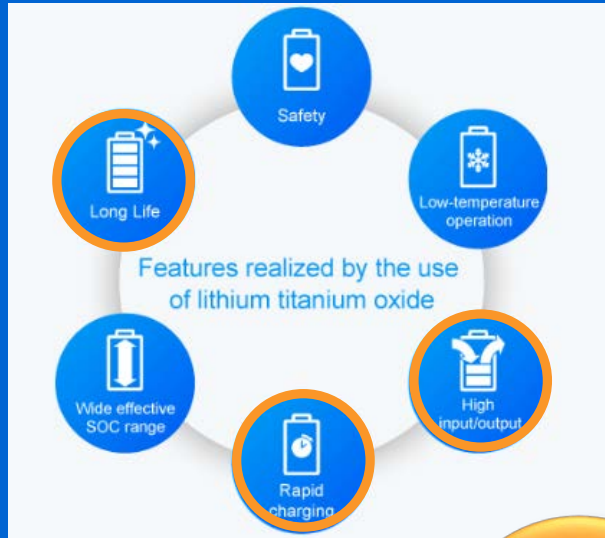 Safety
Long Life
Low-temperature
operation
Features realized by the use
of lithium titanium oxide
Wide effective
SOC range
High
input/output
Rapid
charging